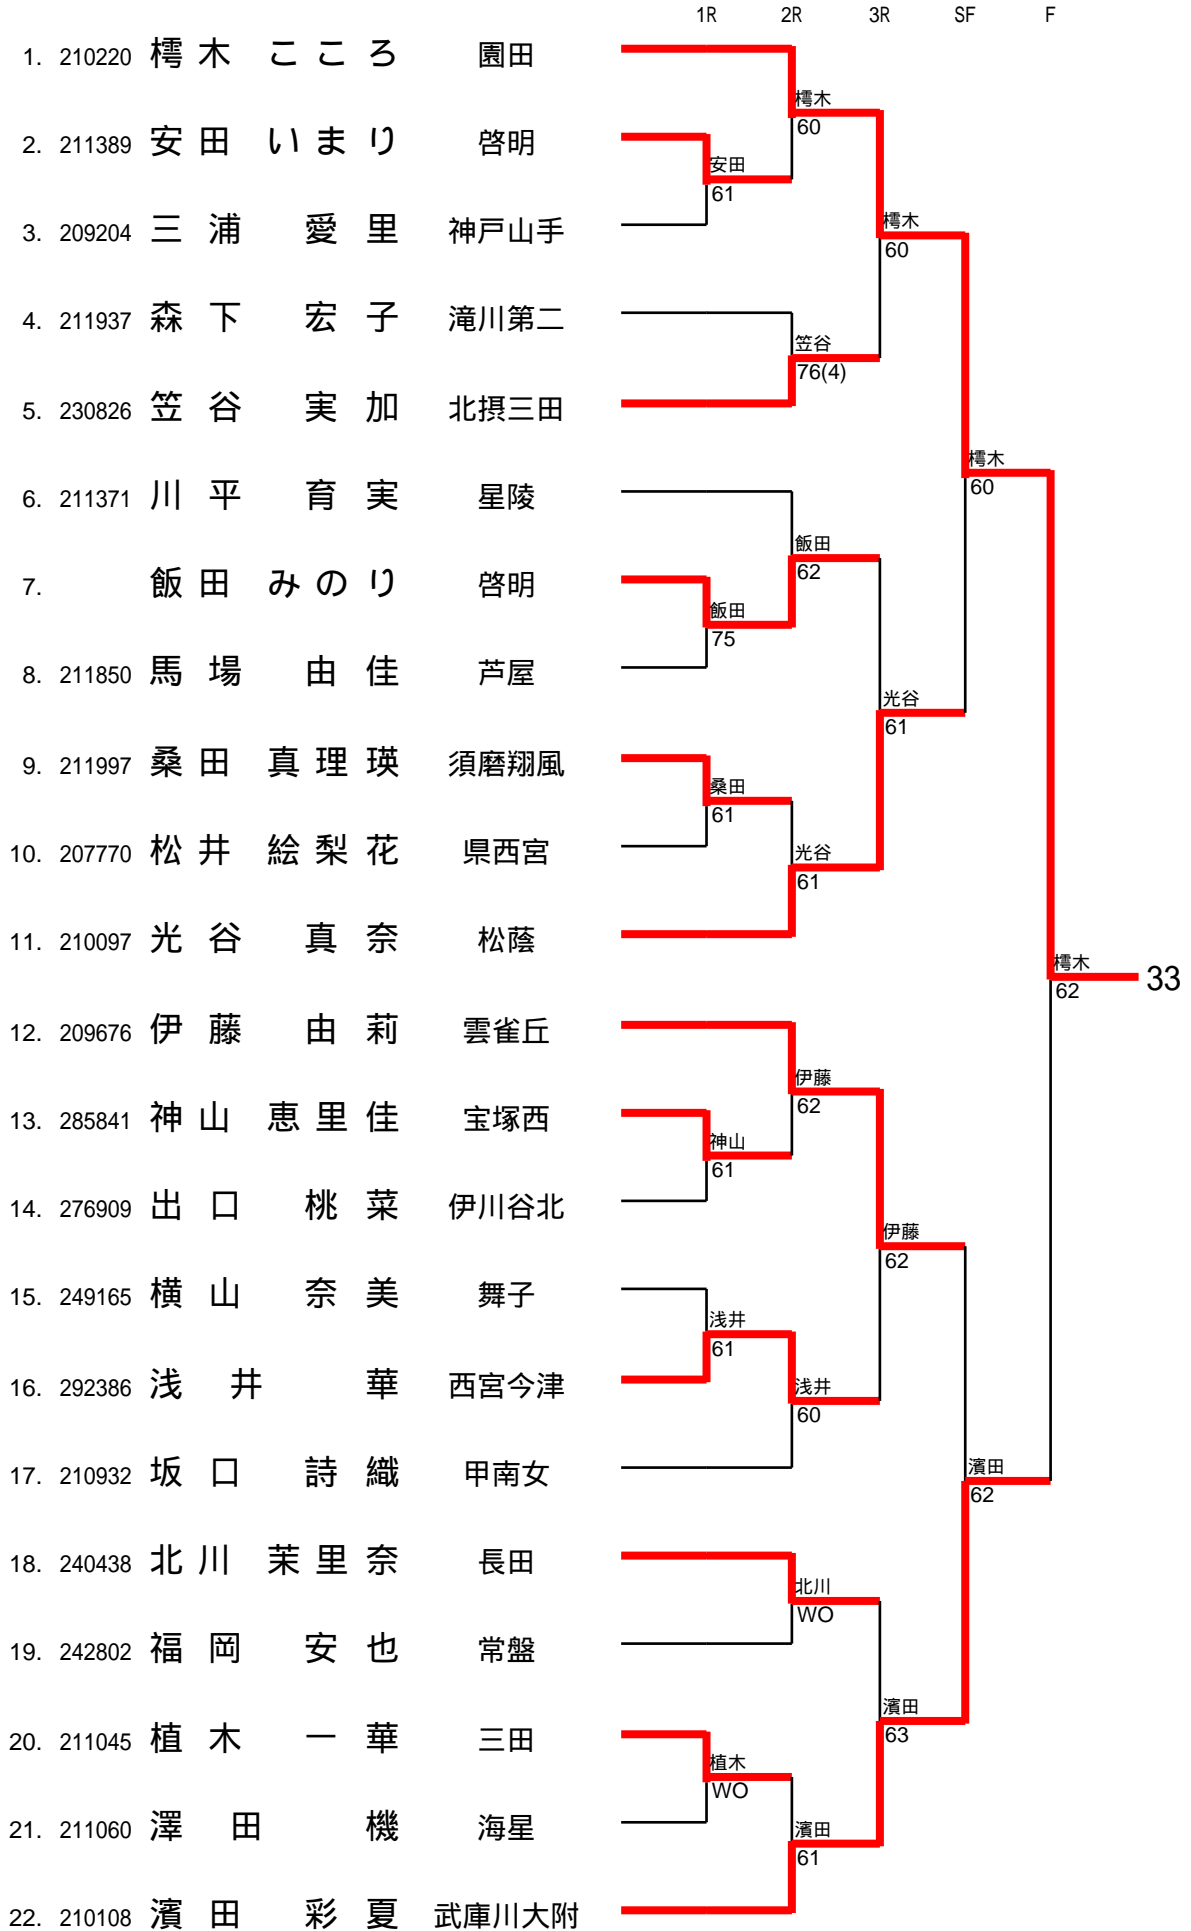 1R 2R 3R SF F
1. 210220 樗木 こころ 園田
樗木
60
2. 211389 安田 いまり 啓明
安田
61
3. 209204 三浦 愛里 神戸山手
樗木
60
4. 211937 森下 宏子 滝川第二
笠谷
76(4)
5. 230826 笠谷 実加 北摂三田
樗木
60
6. 211371 川平 育実 星陵
飯田
62
7. 飯田 みのり 啓明
飯田
75
8. 211850 馬場 由佳 芦屋
光谷
61
9. 211997 桑田 真理瑛 須磨翔風
桑田
61
10. 207770 松井 絵梨花 県西宮
光谷
61
11. 210097 光谷 真奈 松蔭
樗木
62
33
12. 209676 伊藤 由莉 雲雀丘
伊藤
62
13. 285841 神山 恵里佳 宝塚西
神山
61
14. 276909 出口 桃菜 伊川谷北
伊藤
62
15. 249165 横山 奈美 舞子
浅井
61
16. 292386 浅井 華 西宮今津
浅井
60
17. 210932 坂口 詩織 甲南女
濱田
62
18. 240438 北川 茉里奈 長田
北川
WO
19. 242802 福岡 安也 常盤
濱田
63
20. 211045 植木 一華 三田
植木
WO
21. 211060 澤田 機 海星
濱田
61
22. 210108 濱田 彩夏 武庫川大附